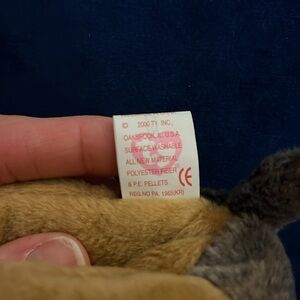 © 2000 TY INC.,
OAKBROOK, IL. U.S.A.
SURFACE WASHABLE
ALL NEW MATERIAL
POLYESTER FIBER
& P.E. PELLETS CE
REG. NO PA. 1965(KR)